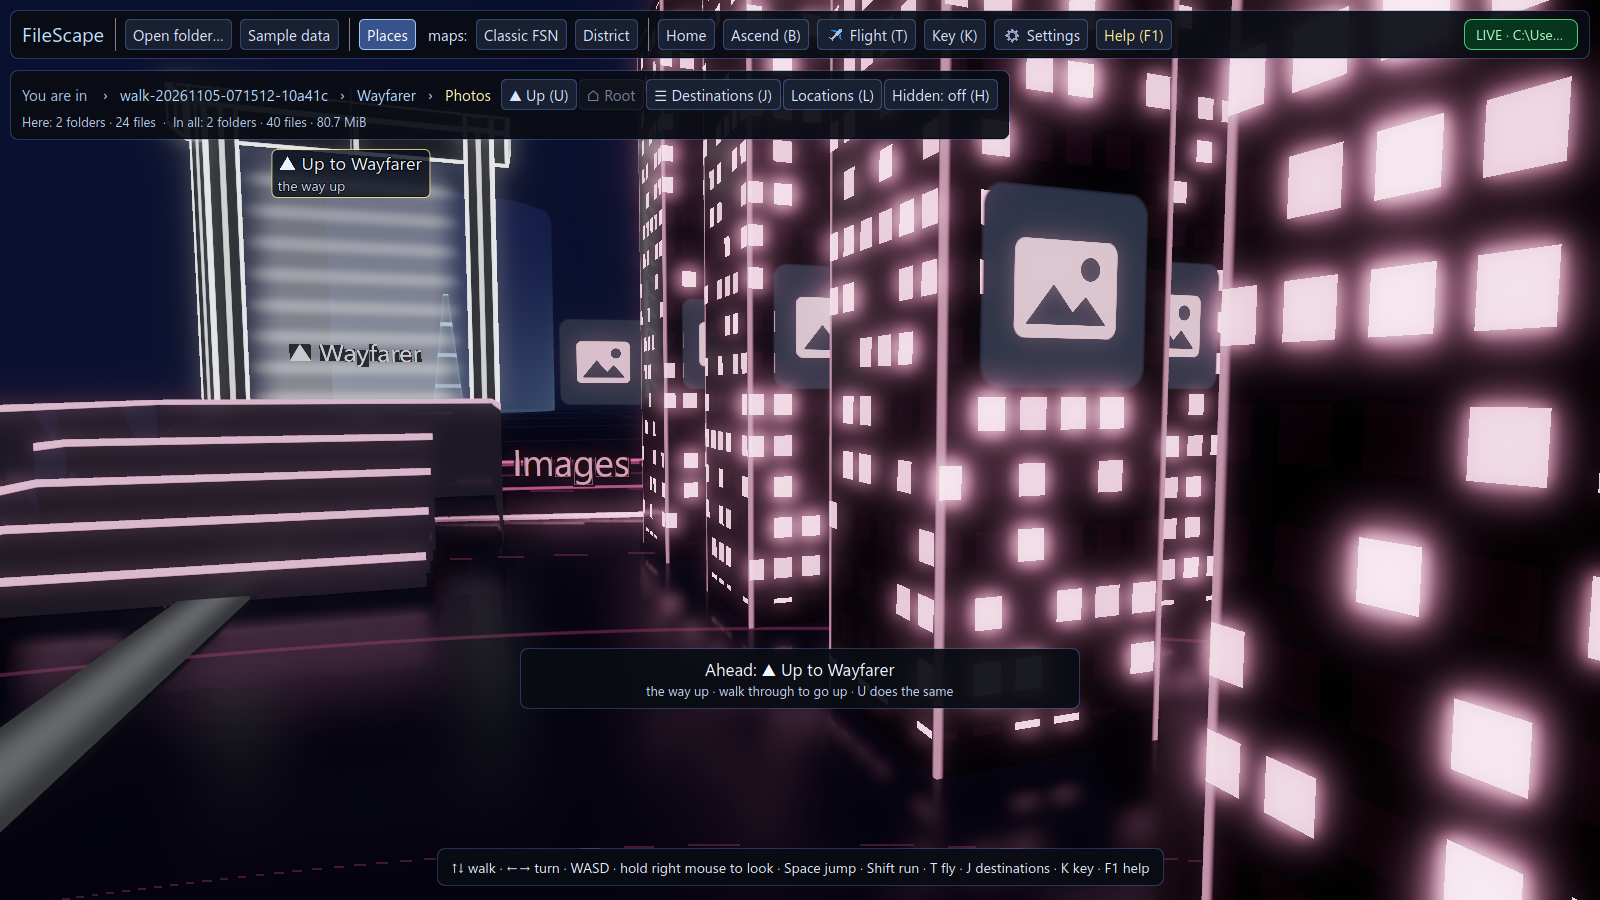 FileScape
Open folder...
Sample data
Places
maps:
Classic FSN
District
Home
Ascend (B)
Flight (T)
Key (K)
Settings
Help (F1)
LIVE · C:\Use...
You are in › walk-20261105-071512-10a41c › Wayfarer › Photos
▲ Up (U)
Root
☰ Destinations (J)
Locations (L)
Hidden: off (H)
Here: 2 folders · 24 files · In all: 2 folders · 40 files · 80.7 MiB
▲ Up to Wayfarer
the way up
▲ Wayfarer
Images
Ahead: ▲ Up to Wayfarer
the way up · walk through to go up · U does the same
↑↓ walk · ←→ turn · WASD · hold right mouse to look · Space jump · Shift run · T fly · J destinations · K key · F1 help